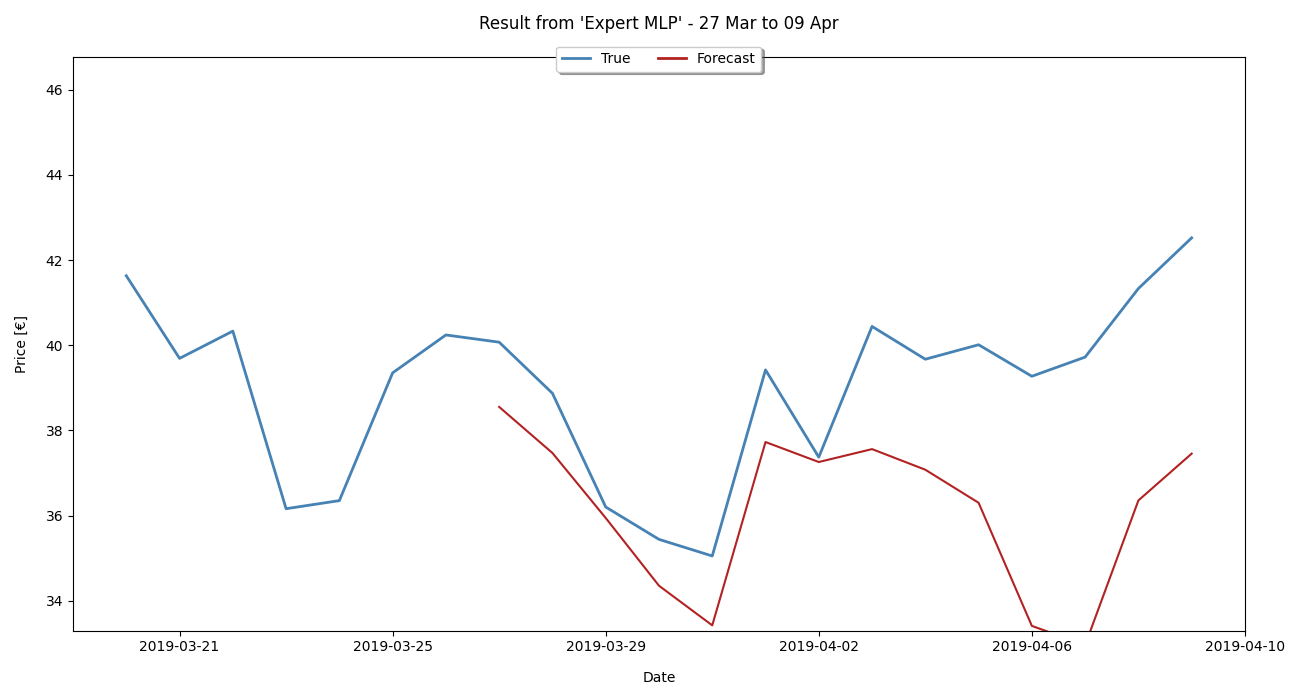 Result from 'Expert MLP' - 27 Mar to 09 Apr
True Forecast
46
44
42
40
38
36
34
Price [€]
2019-03-21 2019-03-25 2019-03-29 2019-04-02 2019-04-06 2019-04-10
Date